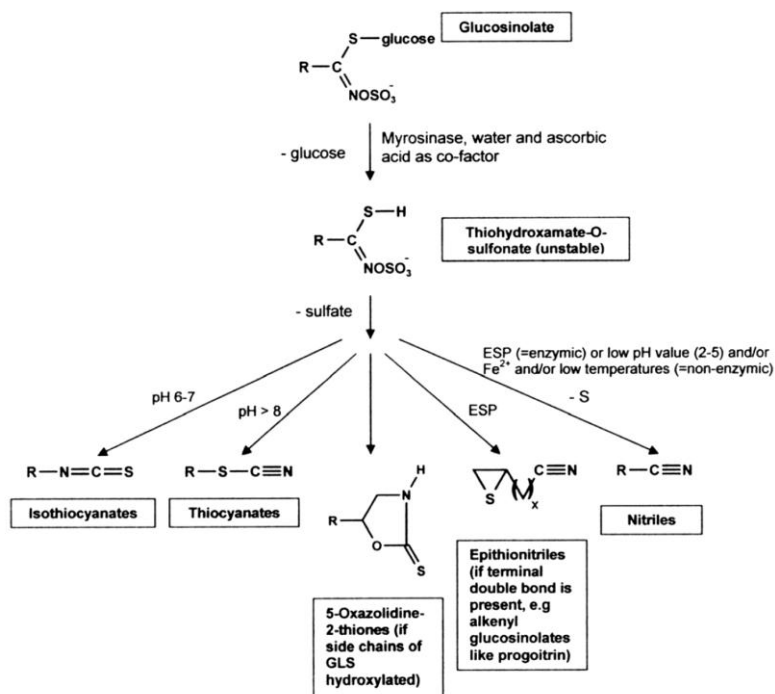 S—glucose
Glucosinolate
R—C
NOSO₃⁻
- glucose
Myrosinase, water and ascorbic
acid as co-factor
S—H
R—C
NOSO₃⁻
Thiohydroxamate-O-
sulfonate (unstable)
- sulfate
ESP (=enzymic) or low pH value (2-5) and/or
Fe²⁺ and/or low temperatures (=non-enzymic)
pH 6-7
pH > 8
ESP
- S
R—N═C═S
R—S—C≡N
H
N
R
O
S
S
C≡N
x
R—C≡N
Isothiocyanates
Thiocyanates
Nitriles
5-Oxazolidine-
2-thiones (if
side chains of
GLS
hydroxylated)
Epithionitriles
(if terminal
double bond is
present, e.g
alkenyl
glucosinolates
like progoitrin)